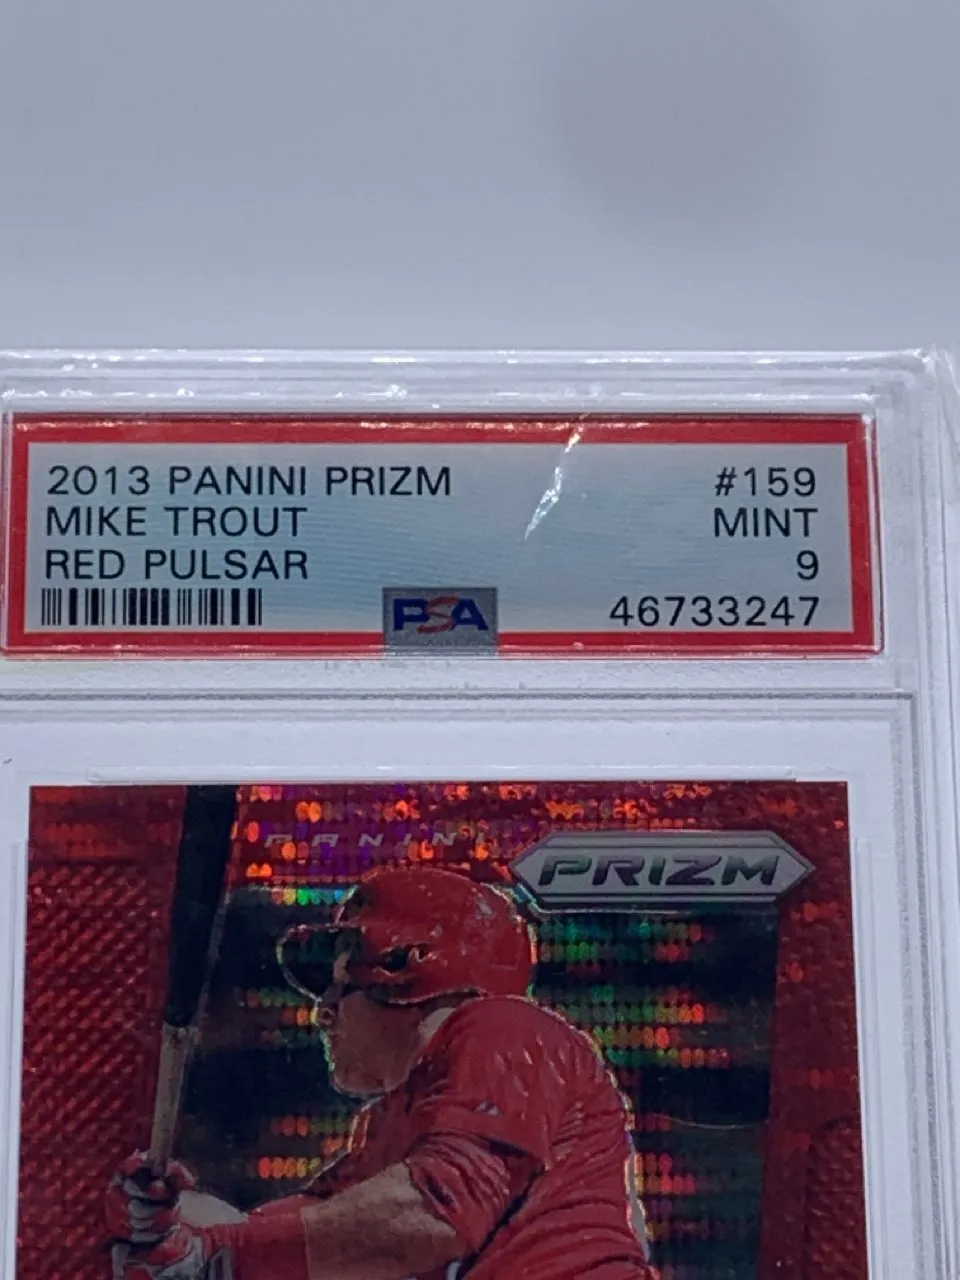 2013 PANINI PRIZM #159
MIKE TROUT MINT
RED PULSAR 9
PSA 46733247
PANINI
PRIZM